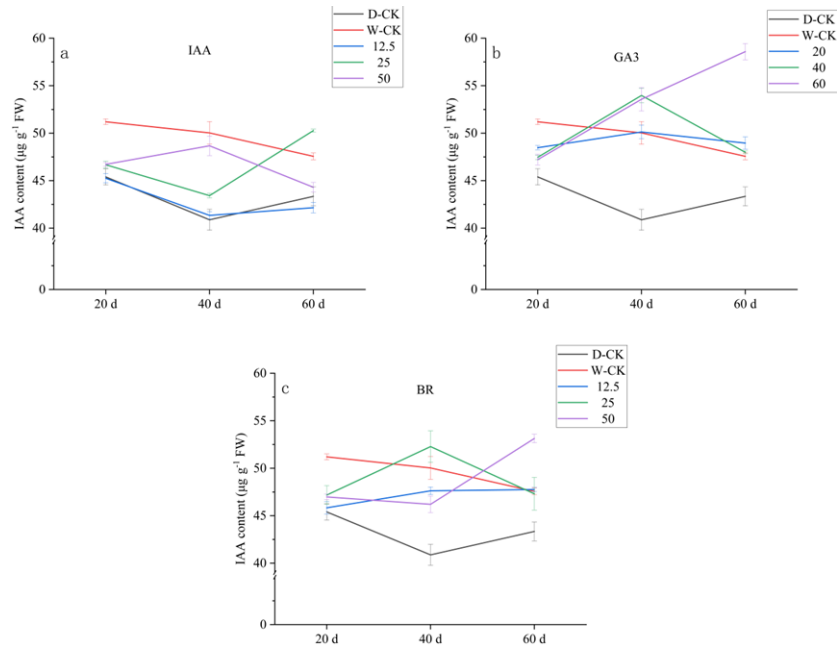 a
IAA
D-CK
W-CK
12.5
25
50
60
55
50
45
40
0
IAA content (μg g⁻¹ FW)
20 d
40 d
60 d
b
GA3
D-CK
W-CK
20
40
60
60
55
50
45
40
0
IAA content (μg g⁻¹ FW)
20 d
40 d
60 d
c
BR
D-CK
W-CK
12.5
25
50
60
55
50
45
40
0
IAA content (μg g⁻¹ FW)
20 d
40 d
60 d